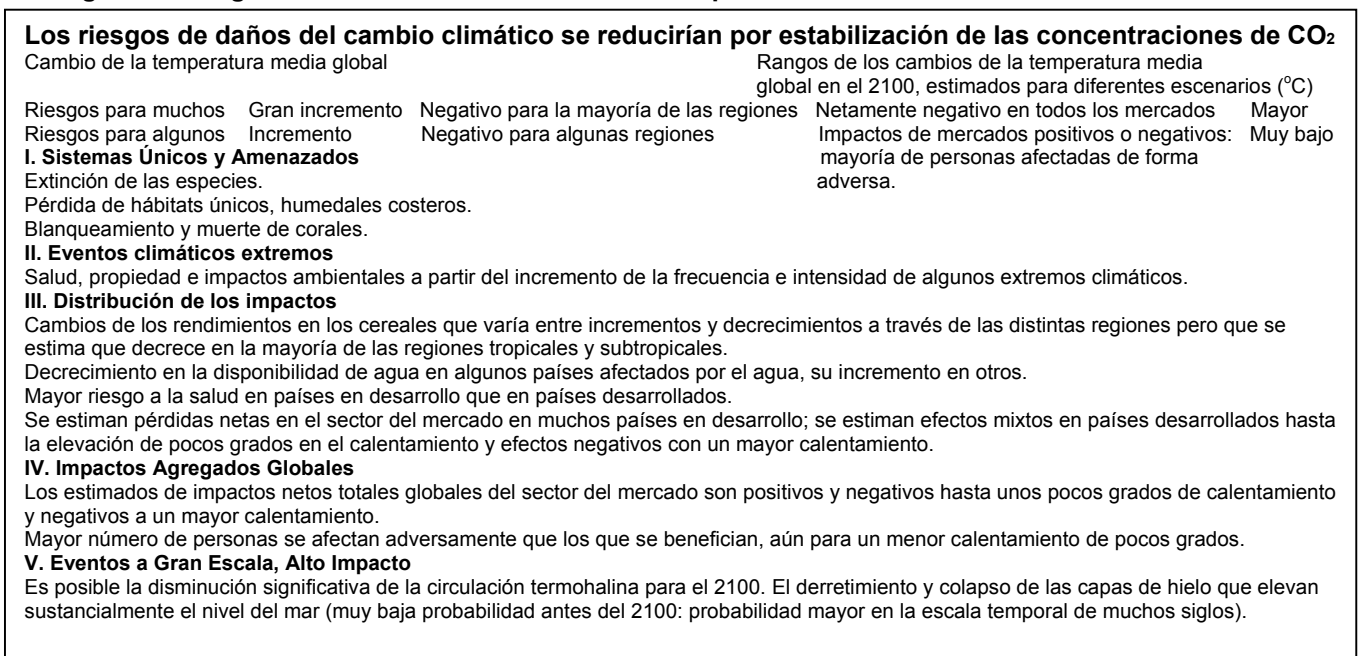 Los riesgos de daños del cambio climático se reducirían por estabilización de las concentraciones de CO₂
Cambio de la temperatura media global Rangos de los cambios de la temperatura media
global en el 2100, estimados para diferentes escenarios (°C)
Riesgos para muchos Gran incremento Negativo para la mayoría de las regiones Netamente negativo en todos los mercados Mayor
Riesgos para algunos Incremento Negativo para algunas regiones Impactos de mercados positivos o negativos: Muy bajo
I. Sistemas Únicos y Amenazados mayoría de personas afectadas de forma
Extinción de las especies. adversa.
Pérdida de hábitats únicos, humedales costeros.
Blanqueamiento y muerte de corales.
II. Eventos climáticos extremos
Salud, propiedad e impactos ambientales a partir del incremento de la frecuencia e intensidad de algunos extremos climáticos.
III. Distribución de los impactos
Cambios de los rendimientos en los cereales que varía entre incrementos y decrecimientos a través de las distintas regiones pero que se
estima que decrece en la mayoría de las regiones tropicales y subtropicales.
Decrecimiento en la disponibilidad de agua en algunos países afectados por el agua, su incremento en otros.
Mayor riesgo a la salud en países en desarrollo que en países desarrollados.
Se estiman pérdidas netas en el sector del mercado en muchos países en desarrollo; se estiman efectos mixtos en países desarrollados hasta
la elevación de pocos grados en el calentamiento y efectos negativos con un mayor calentamiento.
IV. Impactos Agregados Globales
Los estimados de impactos netos totales globales del sector del mercado son positivos y negativos hasta unos pocos grados de calentamiento
y negativos a un mayor calentamiento.
Mayor número de personas se afectan adversamente que los que se benefician, aún para un menor calentamiento de pocos grados.
V. Eventos a Gran Escala, Alto Impacto
Es posible la disminución significativa de la circulación termohalina para el 2100. El derretimiento y colapso de las capas de hielo que elevan
sustancialmente el nivel del mar (muy baja probabilidad antes del 2100: probabilidad mayor en la escala temporal de muchos siglos).